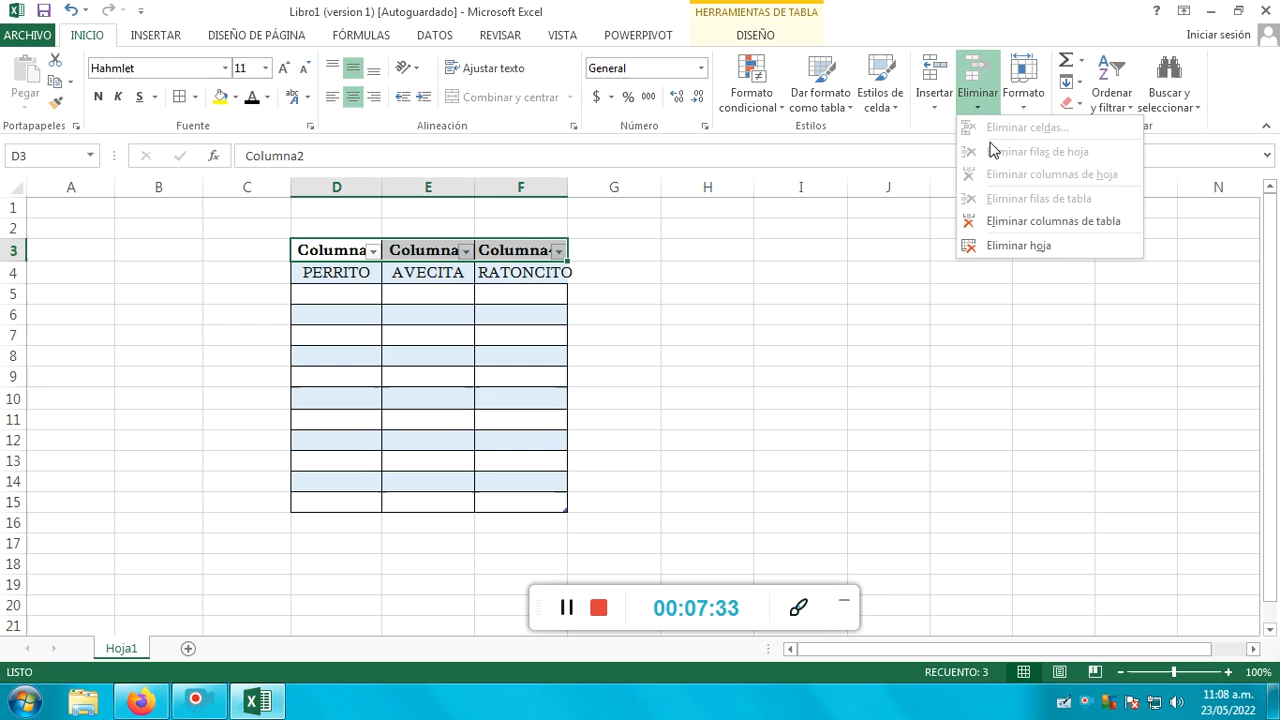 Libro1 (version 1) [Autoguardado] - Microsoft Excel
HERRAMIENTAS DE TABLA
?
ARCHIVO INICIO INSERTAR DISEÑO DE PÁGINA FÓRMULAS DATOS REVISAR VISTA POWERPIVOT DISEÑO Iniciar sesión
Pegar
Hahmlet 11
N K S
Ajustar texto
Combinar y centrar
General
$ % 000
Formato condicional
Dar formato como tabla
Estilos de celda
Insertar
Eliminar
Formato
Ordenar y filtrar
Buscar y seleccionar
Portapapeles Fuente Alineación Número Estilos
Eliminar celdas...
Eliminar filas de hoja
Eliminar columnas de hoja
Eliminar filas de tabla
Eliminar columnas de tabla
Eliminar hoja
D3 fx Columna2
A B C D E F G H I J N
1
2
3 Columna Columna Columna
4 PERRITO AVECITA RATONCITO
5
6
7
8
9
10
11
12
13
14
15
16
17
18
19
20
21
00:07:33
Hoja1
LISTO RECUENTO: 3 100%
11:08 a.m.
23/05/2022